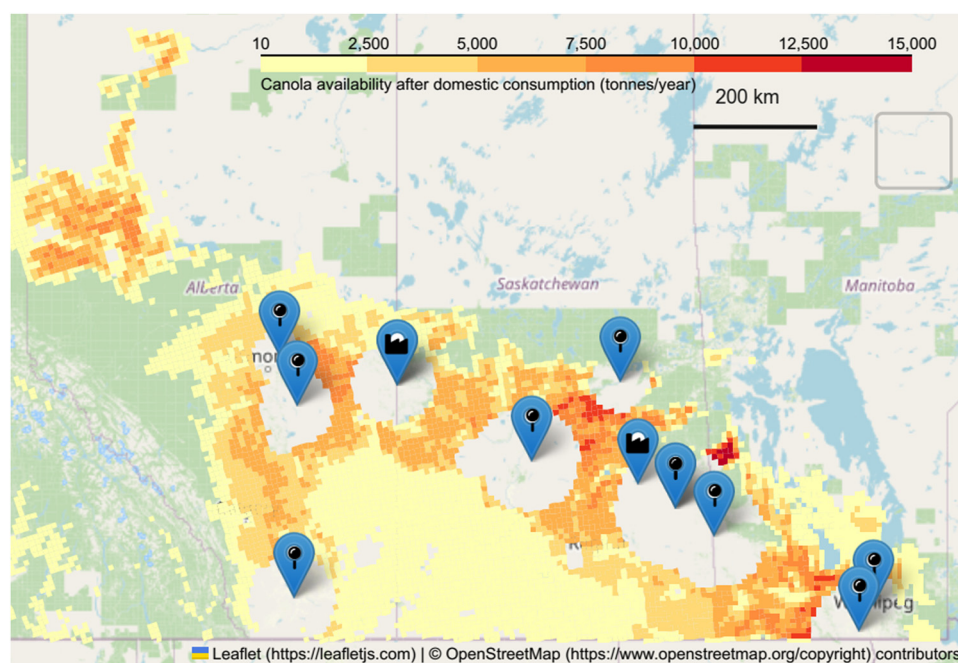 10 2,500 5,000 7,500 10,000 12,500 15,000
Canola availability after domestic consumption (tonnes/year)
200 km
Alberta
Saskatchewan
Manitoba
Leaflet (https://leafletjs.com) | © OpenStreetMap (https://www.openstreetmap.org/copyright) contributors